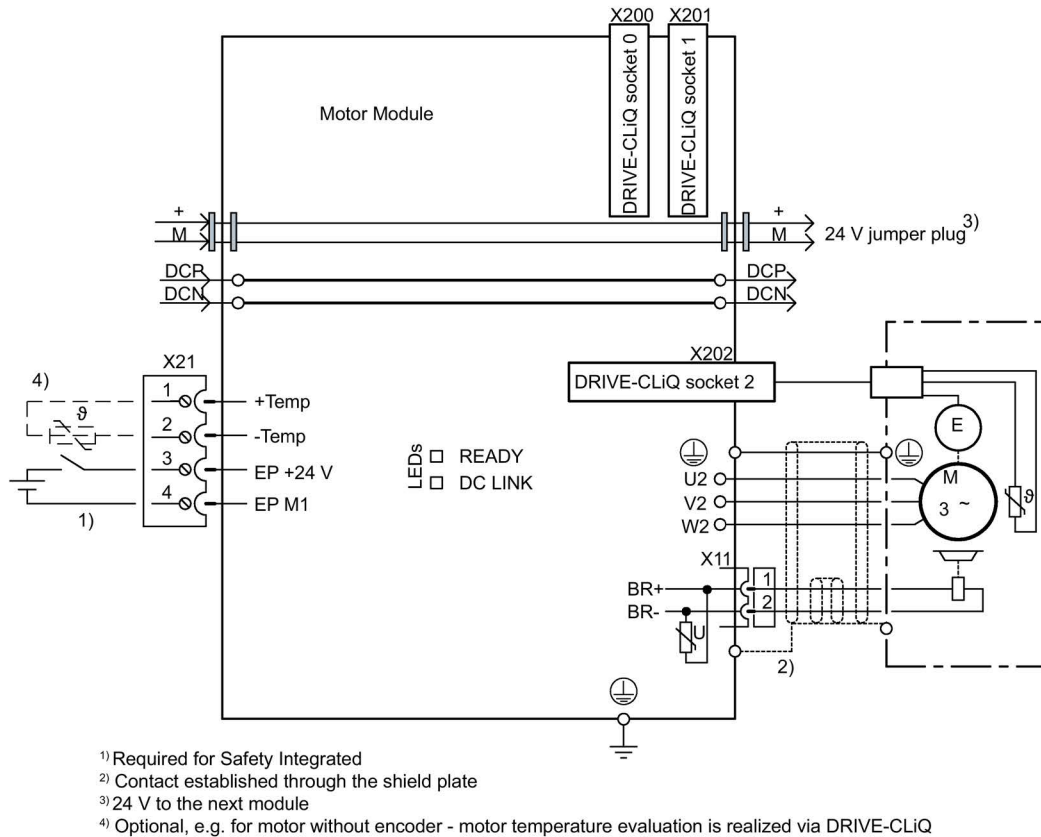 X200 X201
DRIVE-CLiQ socket 0
DRIVE-CLiQ socket 1
Motor Module
+ +
M M 24 V jumper plug 3)
DCP DCP
DCN DCN
X21
X202
DRIVE-CLiQ socket 2
4)
1 +Temp
ϑ
2 -Temp
3 EP +24 V
4 EP M1
1)
LEDs
READY
DC LINK
E
U2
V2
W2
M
3 ~
ϑ
X11
BR+ 1
BR- 2
U
2)
1) Required for Safety Integrated
2) Contact established through the shield plate
3) 24 V to the next module
4) Optional, e.g. for motor without encoder - motor temperature evaluation is realized via DRIVE-CLiQ